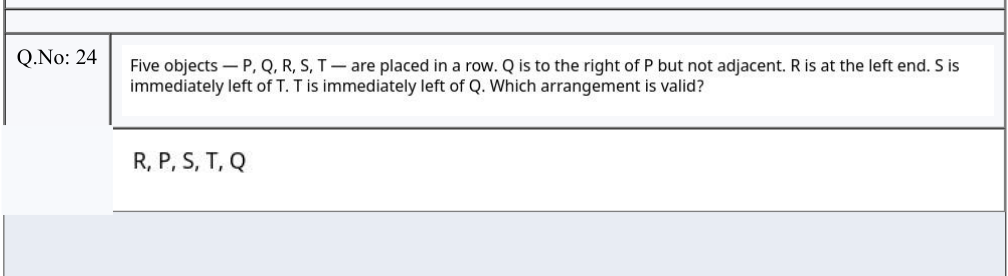 Q.No: 24
Five objects — P, Q, R, S, T — are placed in a row. Q is to the right of P but not adjacent. R is at the left end. S is
immediately left of T. T is immediately left of Q. Which arrangement is valid?
R, P, S, T, Q